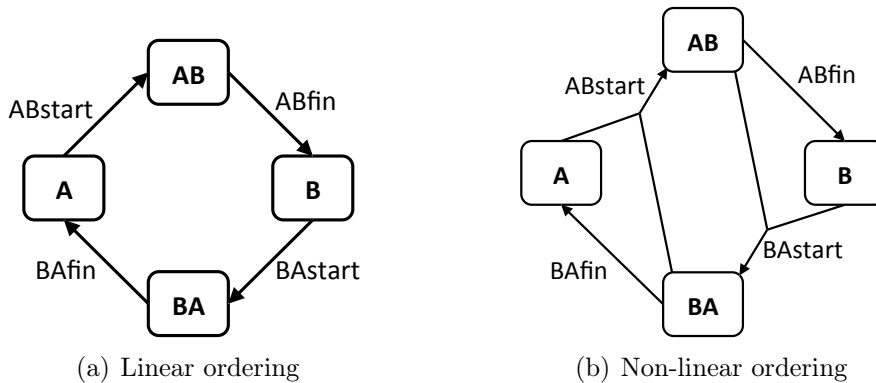 AB
ABstart
ABfin
A
B
BAfin
BAstart
BA
(a) Linear ordering
AB
ABstart
ABfin
A
B
BAfin
BAstart
BA
(b) Non-linear ordering